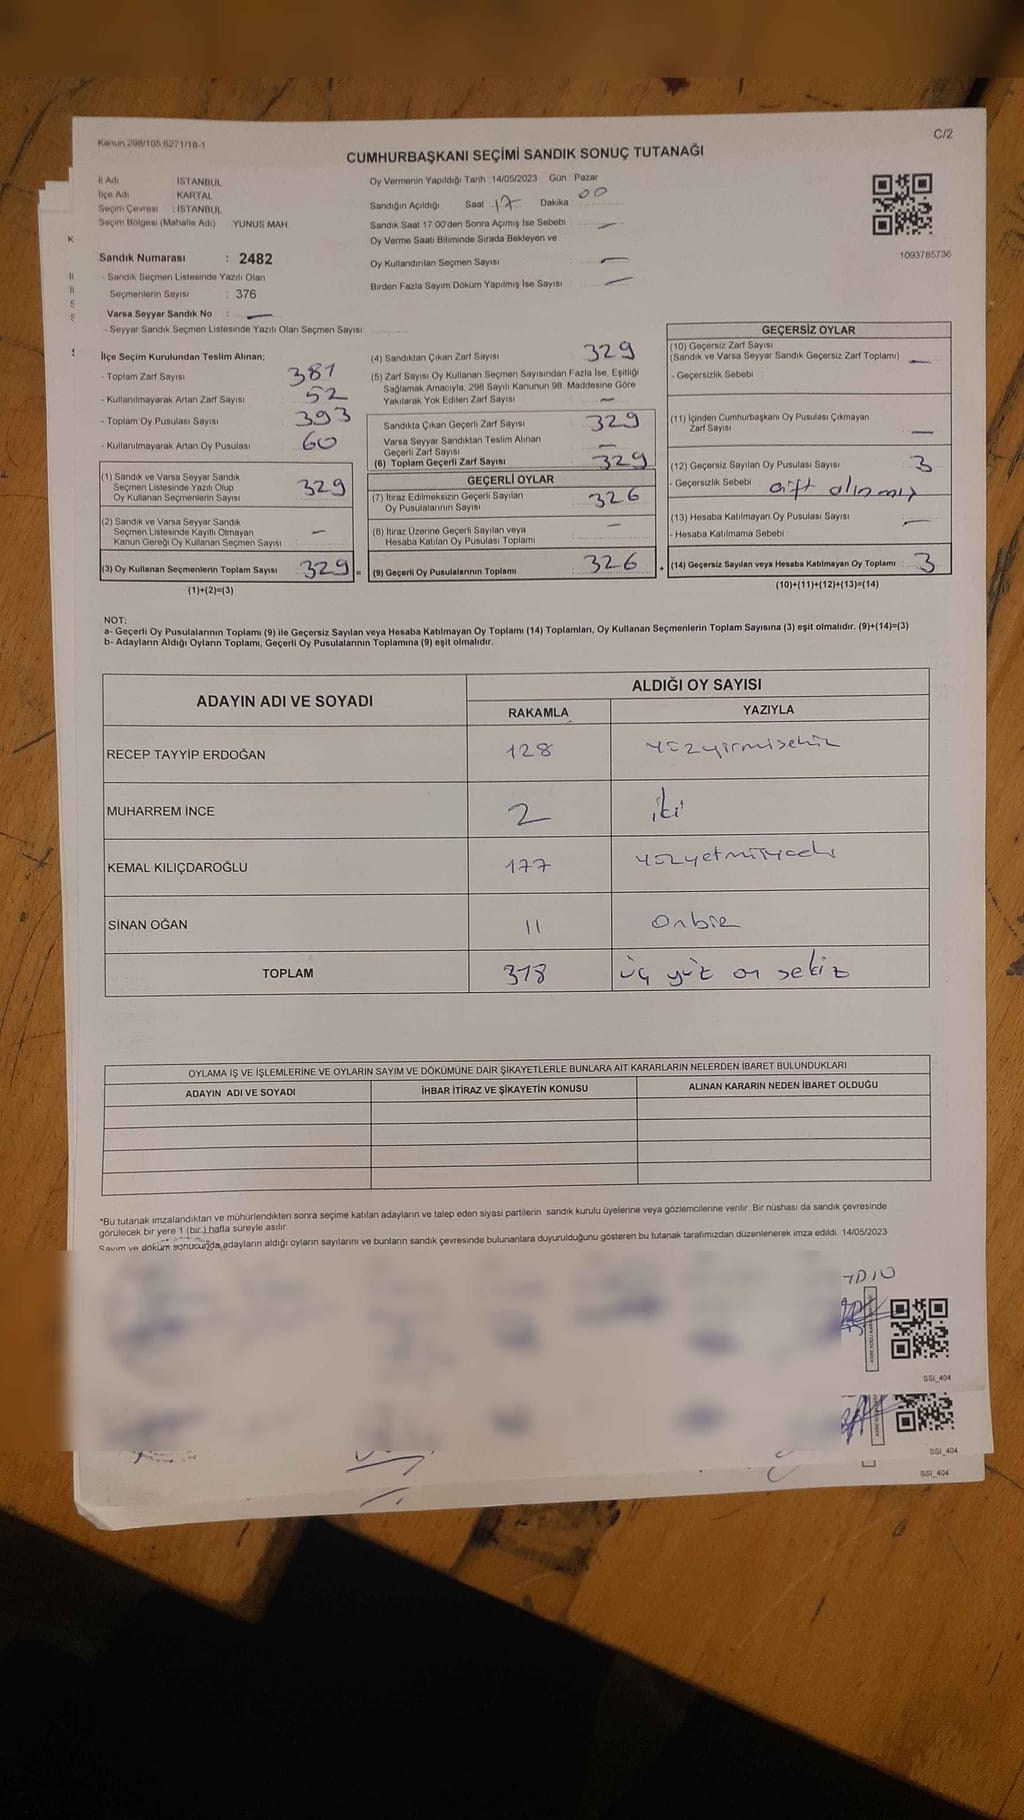 Kanun 298/105,6271/18-1
C/2
CUMHURBAŞKANI SEÇİMİ SANDIK SONUÇ TUTANAĞI
İl Adı İSTANBUL
İlçe Adı KARTAL
Seçim Çevresi : İSTANBUL
Seçim Bölgesi (Mahalle Adı) YUNUS MAH.
Sandık Numarası : 2482
- Sandık Seçmen Listesinde Yazılı Olan
Seçmenlerin Sayısı : 376
Varsa Seyyar Sandık No : —
- Seyyar Sandık Seçmen Listesinde Yazılı Olan Seçmen Sayısı
Oy Vermenin Yapıldığı Tarih : 14/05/2023 Gün : Pazar
Sandığın Açıldığı Saat 17 Dakika : 00
Sandık Saat 17.00'den Sonra Açılmış İse Sebebi —
Oy Verme Saati Bitiminde Sırada Bekleyen ve
Oy Kullandırılan Seçmen Sayısı —
Birden Fazla Sayım Döküm Yapılmış İse Sayısı : —
1093785736
İlçe Seçim Kurulundan Teslim Alınan;
- Toplam Zarf Sayısı 381
- Kullanılmayarak Artan Zarf Sayısı 52
- Toplam Oy Pusulası Sayısı 393
- Kullanılmayarak Artan Oy Pusulası 60
(1) Sandık ve Varsa Seyyar Sandık
Seçmen Listesinde Yazılı Olup
Oy Kullanan Seçmenlerin Sayısı 329
(2) Sandık ve Varsa Seyyar Sandık
Seçmen Listesinde Kayıtlı Olmayan
Kanun Gereği Oy Kullanan Seçmen Sayısı —
(3) Oy Kullanan Seçmenlerin Toplam Sayısı 329 =
(1)+(2)=(3)
(4) Sandıktan Çıkan Zarf Sayısı 329
(5) Zarf Sayısı Oy Kullanan Seçmen Sayısından Fazla İse, Eşitliği
Sağlamak Amacıyla, 298 Sayılı Kanunun 98. Maddesine Göre
Yakılarak Yok Edilen Zarf Sayısı —
Sandıkta Çıkan Geçerli Zarf Sayısı 329
Varsa Seyyar Sandıktan Teslim Alınan
Geçerli Zarf Sayısı —
(6) Toplam Geçerli Zarf Sayısı 329
GEÇERLİ OYLAR
(7) İtiraz Edilmeksizin Geçerli Sayılan
Oy Pusulalarının Sayısı 326
(8) İtiraz Üzerine Geçerli Sayılan veya
Hesaba Katılan Oy Pusulası Toplamı —
(9) Geçerli Oy Pusulalarının Toplamı 326 +
GEÇERSİZ OYLAR
(10) Geçersiz Zarf Sayısı
(Sandık ve Varsa Seyyar Sandık Geçersiz Zarf Toplamı) —
- Geçersizlik Sebebi :
(11) İçinden Cumhurbaşkanı Oy Pusulası Çıkmayan
Zarf Sayısı —
(12) Geçersiz Sayılan Oy Pusulası Sayısı 3
- Geçersizlik Sebebi : çift
(13) Hesaba Katılmayan Oy Pusulası Sayısı —
- Hesaba Katılmama Sebebi :
(14) Geçersiz Sayılan veya Hesaba Katılmayan Oy Toplamı 3
(10)+(11)+(12)+(13)=(14)
NOT:
a- Geçerli Oy Pusulalarının Toplamı (9) ile Geçersiz Sayılan veya Hesaba Katılmayan Oy Toplamı (14) Toplamları, Oy Kullanan Seçmenlerin Toplam Sayısına (3) eşit olmalıdır. (9)+(14)=(3)
b- Adayların Aldığı Oyların Toplamı, Geçerli Oy Pusulalarının Toplamına (9) eşit olmalıdır.
ADAYIN ADI VE SOYADI
ALDIĞI OY SAYISI
RAKAMLA YAZIYLA
RECEP TAYYİP ERDOĞAN 128 yüzyirmisekiz
MUHARREM İNCE 2 iki
KEMAL KILIÇDAROĞLU 177 yüzyetmişyedi
SİNAN OĞAN 11 Onbir
TOPLAM 318 üç yüz on sekiz
OYLAMA İŞ VE İŞLEMLERİNE VE OYLARIN SAYIM VE DÖKÜMÜNE DAİR ŞİKAYETLERLE BUNLARA AİT KARARLARIN NELERDEN İBARET BULUNDUKLARI
ADAYIN ADI VE SOYADI İHBAR İTİRAZ VE ŞİKAYETİN KONUSU ALINAN KARARIN NEDEN İBARET OLDUĞU
*Bu tutanak imzalandıktan ve mühürlendikten sonra seçime katılan adayların ve talep eden siyasi partilerin sandık kurulu üyelerine veya gözlemcilerine verilir. Bir nüshası da sandık çevresinde
görülecek bir yere 1 (bir ) hafta süreyle asılır.
Sayım ve döküm sonucunda, adayların aldığı oyların sayılarını ve bunların sandık çevresinde bulunanlara duyurulduğunu gösteren bu tutanak tarafımızdan düzenlenerek imza edildi. 14/05/2023
SSI_404
SSI_404
SSI_404